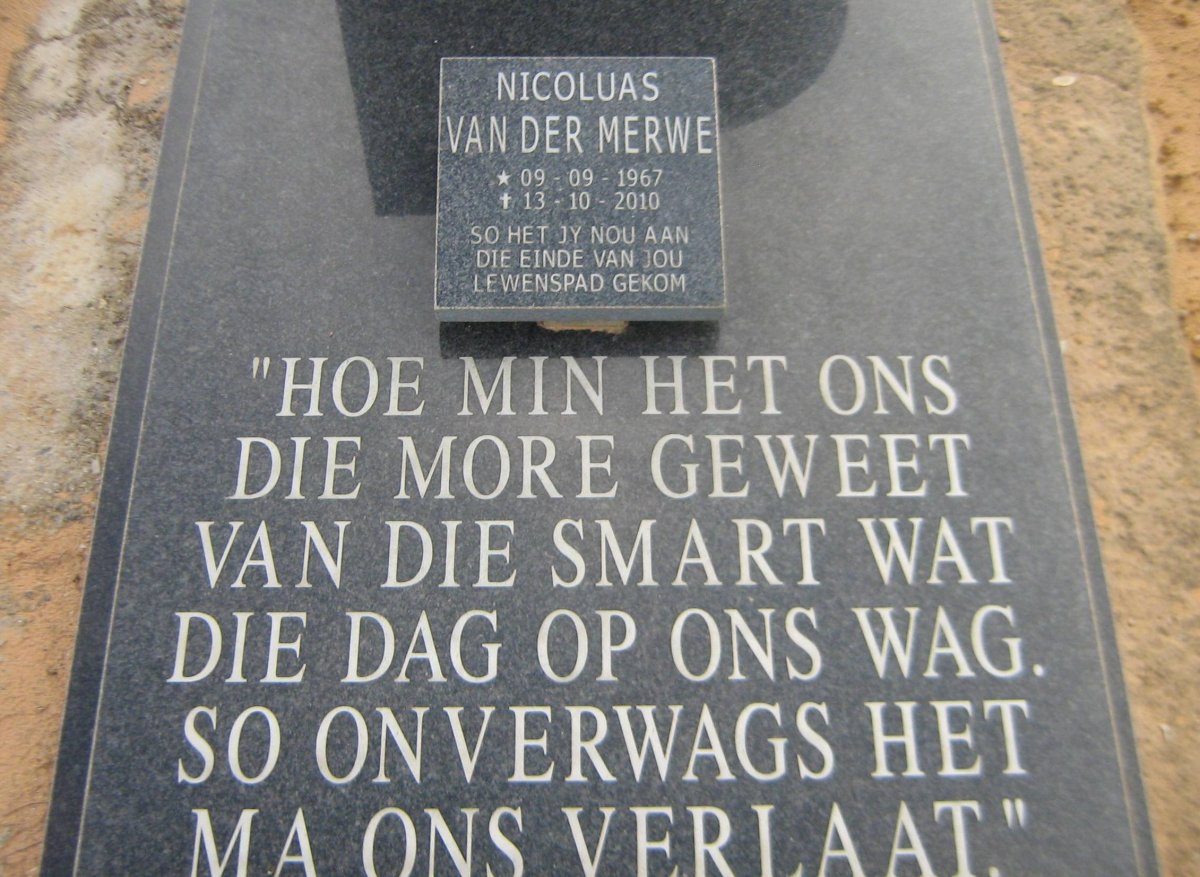 NICOLUAS
VAN DER MERWE
★ 09 - 09 - 1967
✝ 13 - 10 - 2010
SO HET JY NOU AAN
DIE EINDE VAN JOU
LEWENSPAD GEKOM
"HOE MIN HET ONS
DIE MORE GEWEET
VAN DIE SMART WAT
DIE DAG OP ONS WAG.
SO ONVERWAGS HET
MA ONS VERLAAT."